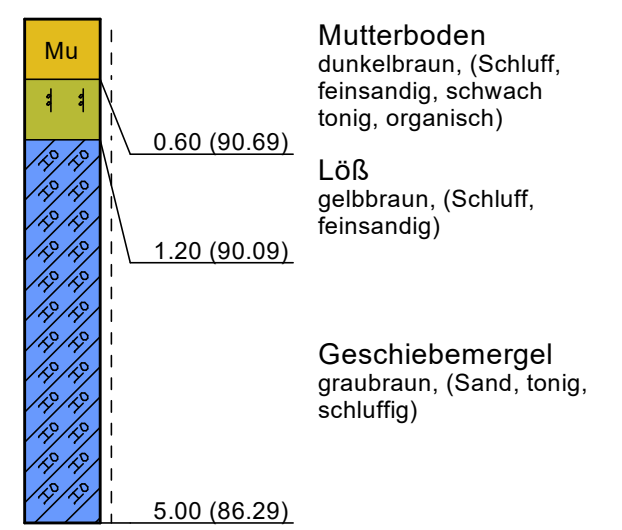 Mu
Mutterboden
dunkelbraun, (Schluff,
feinsandig, schwach
tonig, organisch)
0.60 (90.69)
Löß
gelbbraun, (Schluff,
feinsandig)
1.20 (90.09)
Geschiebemergel
graubraun, (Sand, tonig,
schluffig)
5.00 (86.29)